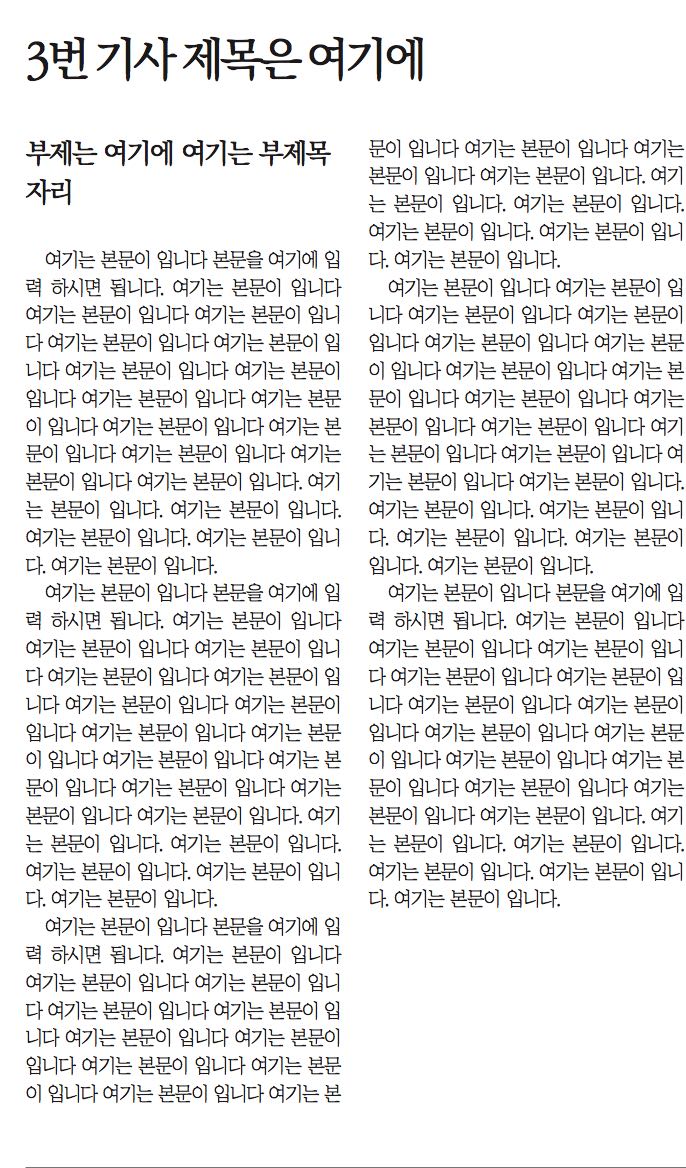 3번 기사 제목은 여기에
부제는 여기에 여기는 부제목
자리
여기는 본문이 입니다 본문을 여기에 입
력 하시면 됩니다. 여기는 본문이 입니다
여기는 본문이 입니다 여기는 본문이 입니
다 여기는 본문이 입니다 여기는 본문이 입
니다 여기는 본문이 입니다 여기는 본문이
입니다 여기는 본문이 입니다 여기는 본문
이 입니다 여기는 본문이 입니다 여기는 본
문이 입니다 여기는 본문이 입니다 여기는
본문이 입니다 여기는 본문이 입니다. 여기
는 본문이 입니다. 여기는 본문이 입니다.
여기는 본문이 입니다. 여기는 본문이 입니
다. 여기는 본문이 입니다.
여기는 본문이 입니다 본문을 여기에 입
력 하시면 됩니다. 여기는 본문이 입니다
여기는 본문이 입니다 여기는 본문이 입니
다 여기는 본문이 입니다 여기는 본문이 입
니다 여기는 본문이 입니다 여기는 본문이
입니다 여기는 본문이 입니다 여기는 본문
이 입니다 여기는 본문이 입니다 여기는 본
문이 입니다 여기는 본문이 입니다 여기는
본문이 입니다 여기는 본문이 입니다. 여기
는 본문이 입니다. 여기는 본문이 입니다.
여기는 본문이 입니다. 여기는 본문이 입니
다. 여기는 본문이 입니다.
여기는 본문이 입니다 본문을 여기에 입
력 하시면 됩니다. 여기는 본문이 입니다
여기는 본문이 입니다 여기는 본문이 입니
다 여기는 본문이 입니다 여기는 본문이 입
니다 여기는 본문이 입니다 여기는 본문이
입니다 여기는 본문이 입니다 여기는 본문
이 입니다 여기는 본문이 입니다 여기는 본
문이 입니다 여기는 본문이 입니다 여기는
본문이 입니다 여기는 본문이 입니다. 여기
는 본문이 입니다. 여기는 본문이 입니다.
여기는 본문이 입니다. 여기는 본문이 입니
다. 여기는 본문이 입니다.
여기는 본문이 입니다 여기는 본문이 입
니다 여기는 본문이 입니다 여기는 본문이
입니다 여기는 본문이 입니다 여기는 본문
이 입니다 여기는 본문이 입니다 여기는 본
문이 입니다 여기는 본문이 입니다 여기는
본문이 입니다 여기는 본문이 입니다 여기
는 본문이 입니다 여기는 본문이 입니다 여
기는 본문이 입니다 여기는 본문이 입니다.
여기는 본문이 입니다. 여기는 본문이 입니
다. 여기는 본문이 입니다. 여기는 본문이
입니다. 여기는 본문이 입니다.
여기는 본문이 입니다 본문을 여기에 입
력 하시면 됩니다. 여기는 본문이 입니다
여기는 본문이 입니다 여기는 본문이 입니
다 여기는 본문이 입니다 여기는 본문이 입
니다 여기는 본문이 입니다 여기는 본문이
입니다 여기는 본문이 입니다 여기는 본문
이 입니다 여기는 본문이 입니다 여기는 본
문이 입니다 여기는 본문이 입니다 여기는
본문이 입니다 여기는 본문이 입니다. 여기
는 본문이 입니다. 여기는 본문이 입니다.
여기는 본문이 입니다. 여기는 본문이 입니
다. 여기는 본문이 입니다.